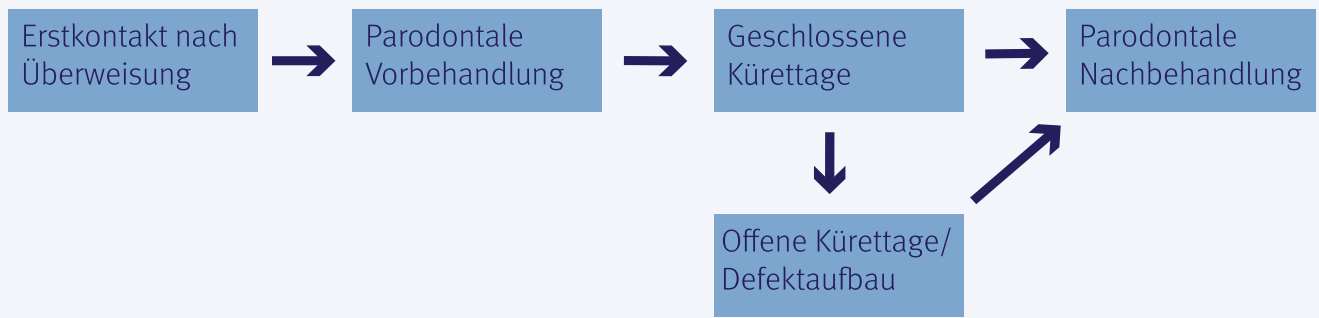 Erstkontakt nach
Überweisung
Parodontale
Vorbehandlung
Geschlossene
Kürettage
Parodontale
Nachbehandlung
Offene Kürettage/
Defektaufbau